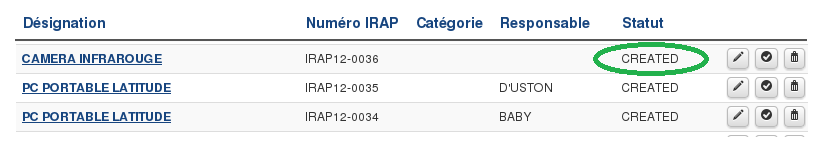 Désignation Numéro IRAP Catégorie Responsable Statut
CAMERA INFRAROUGE IRAP12-0036 CREATED
PC PORTABLE LATITUDE IRAP12-0035 D'USTON CREATED
PC PORTABLE LATITUDE IRAP12-0034 BABY CREATED